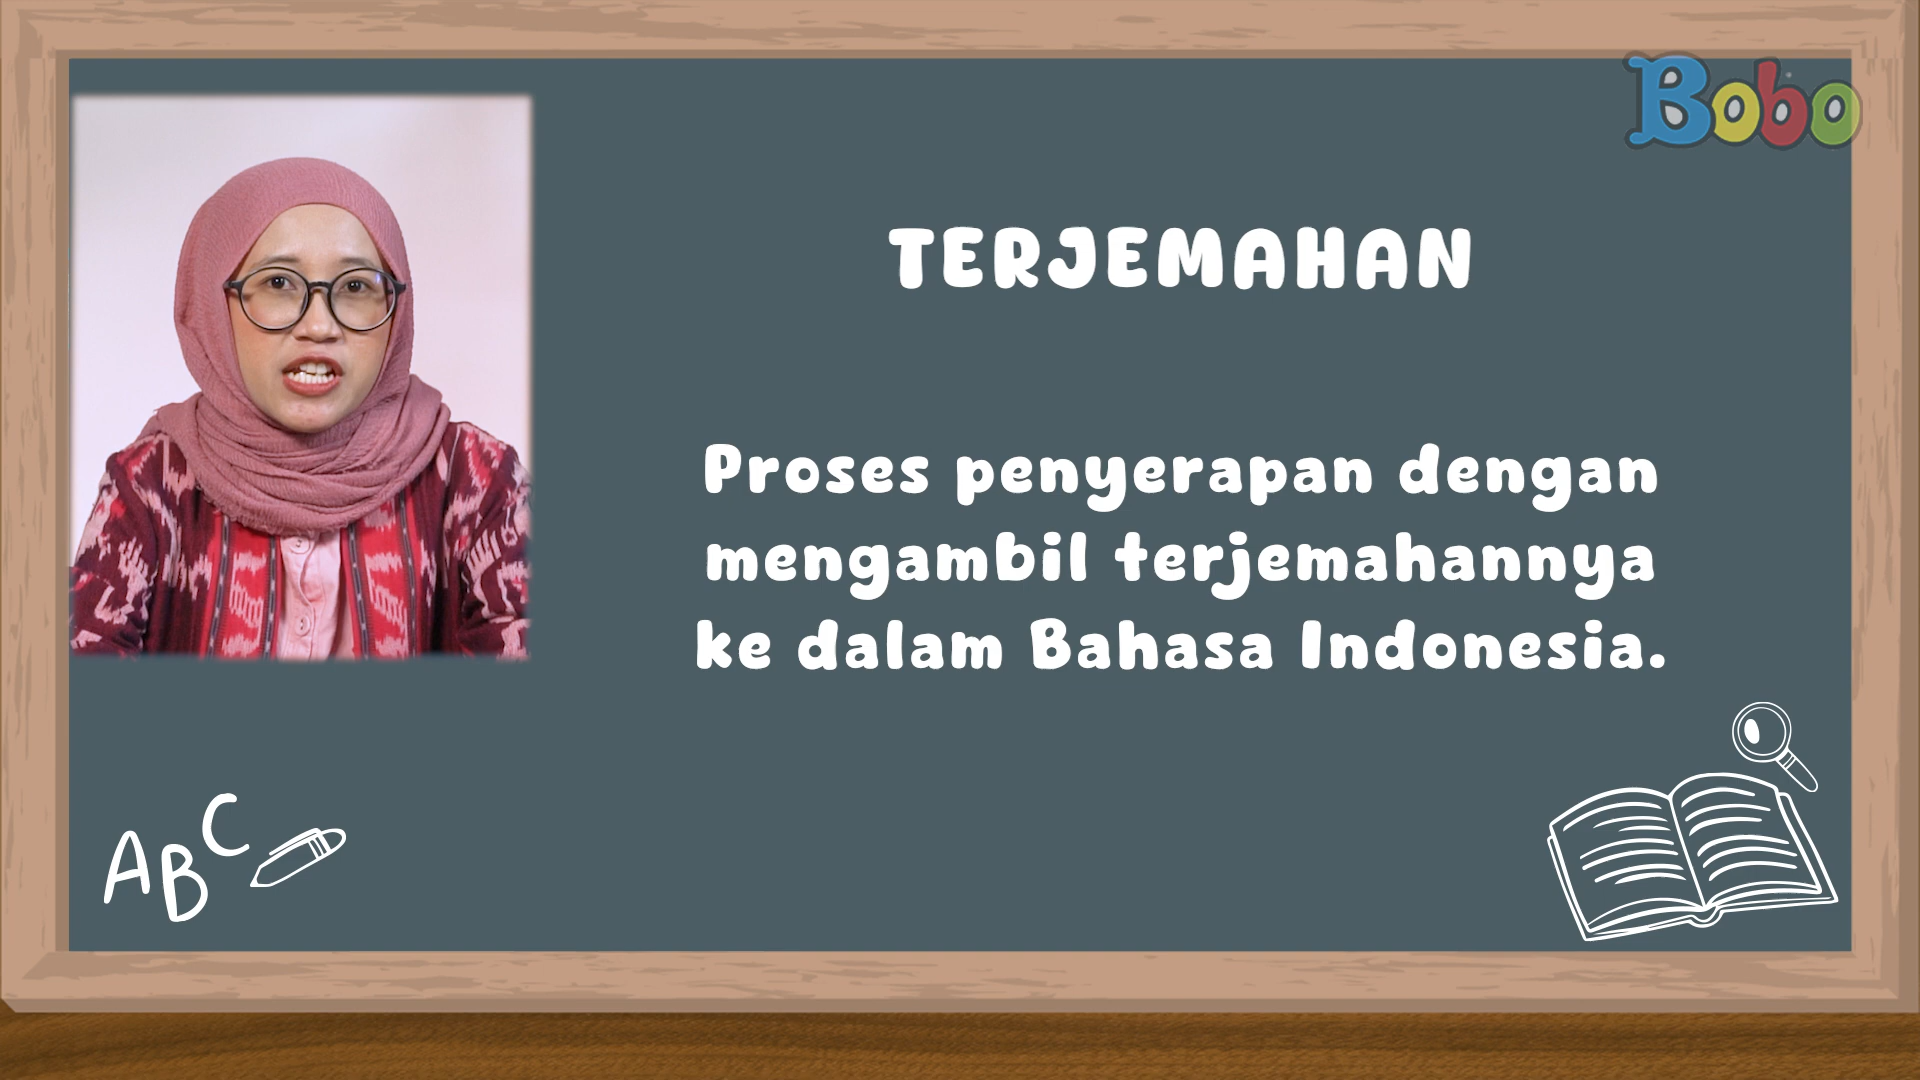 Bobo
TERJEMAHAN
Proses penyerapan dengan
mengambil terjemahannya
ke dalam Bahasa Indonesia.
ABC